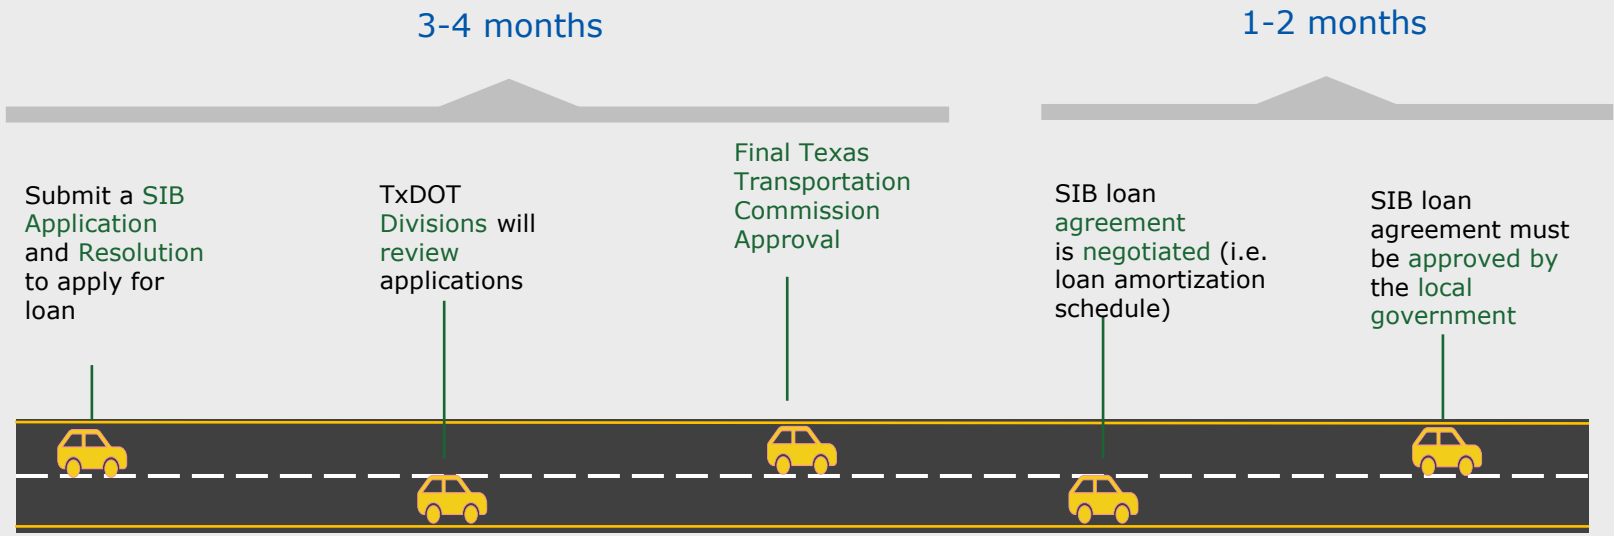 3-4 months
1-2 months
Submit a SIB
Application
and Resolution
to apply for
loan
TxDOT
Divisions will
review
applications
Final Texas
Transportation
Commission
Approval
SIB loan
agreement
is negotiated (i.e.
loan amortization
schedule)
SIB loan
agreement must
be approved by
the local
government